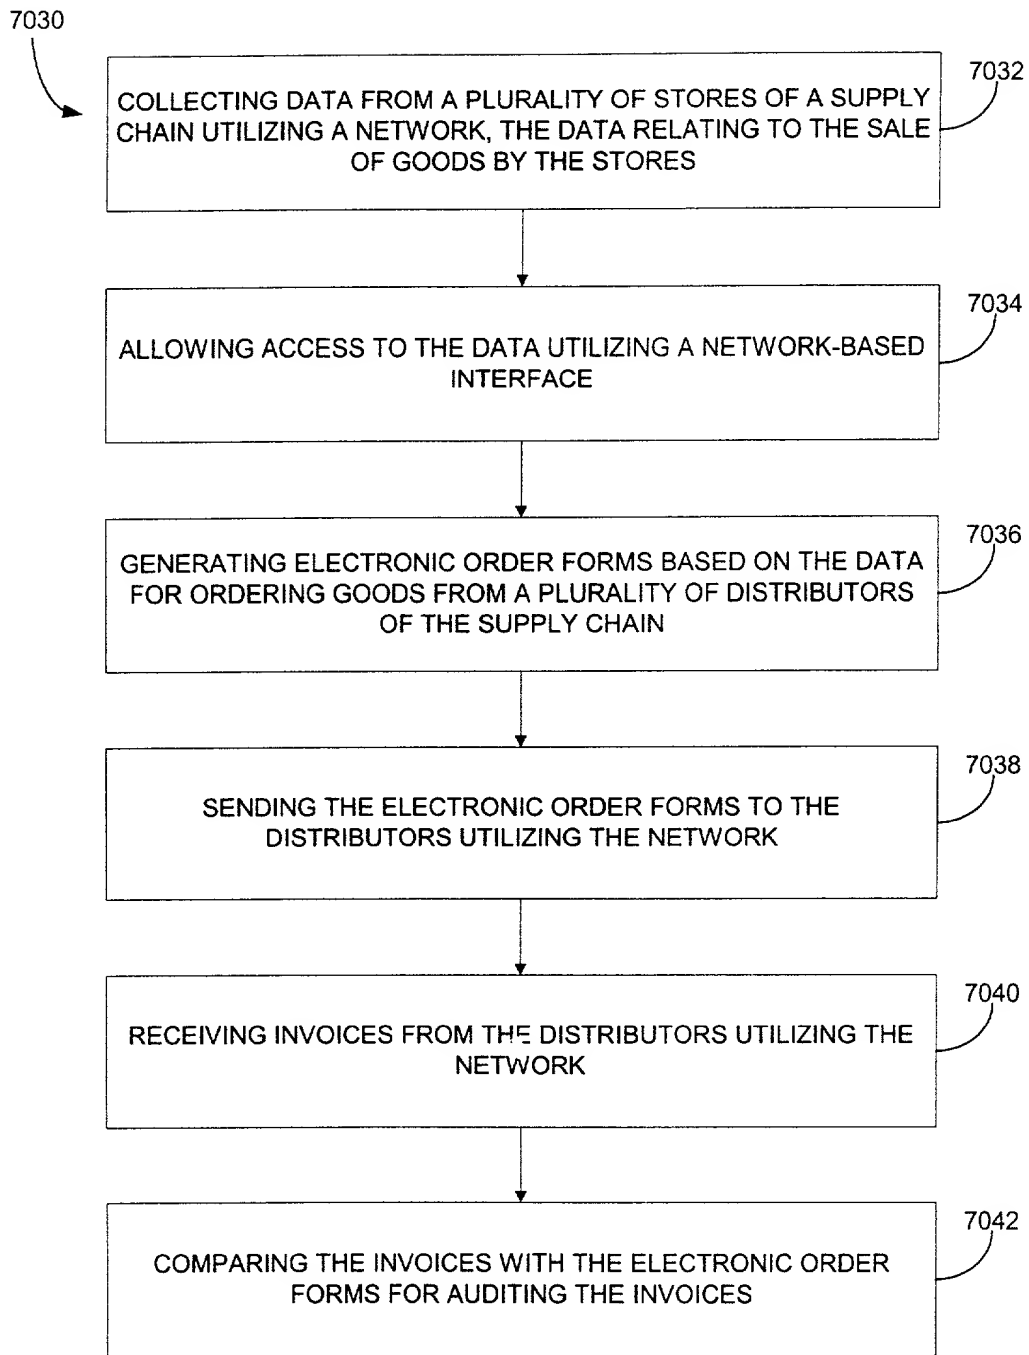 7030
COLLECTING DATA FROM A PLURALITY OF STORES OF A SUPPLY
CHAIN UTILIZING A NETWORK, THE DATA RELATING TO THE SALE
OF GOODS BY THE STORES
7032
ALLOWING ACCESS TO THE DATA UTILIZING A NETWORK-BASED
INTERFACE
7034
GENERATING ELECTRONIC ORDER FORMS BASED ON THE DATA
FOR ORDERING GOODS FROM A PLURALITY OF DISTRIBUTORS
OF THE SUPPLY CHAIN
7036
SENDING THE ELECTRONIC ORDER FORMS TO THE
DISTRIBUTORS UTILIZING THE NETWORK
7038
RECEIVING INVOICES FROM THE DISTRIBUTORS UTILIZING THE
NETWORK
7040
COMPARING THE INVOICES WITH THE ELECTRONIC ORDER
FORMS FOR AUDITING THE INVOICES
7042